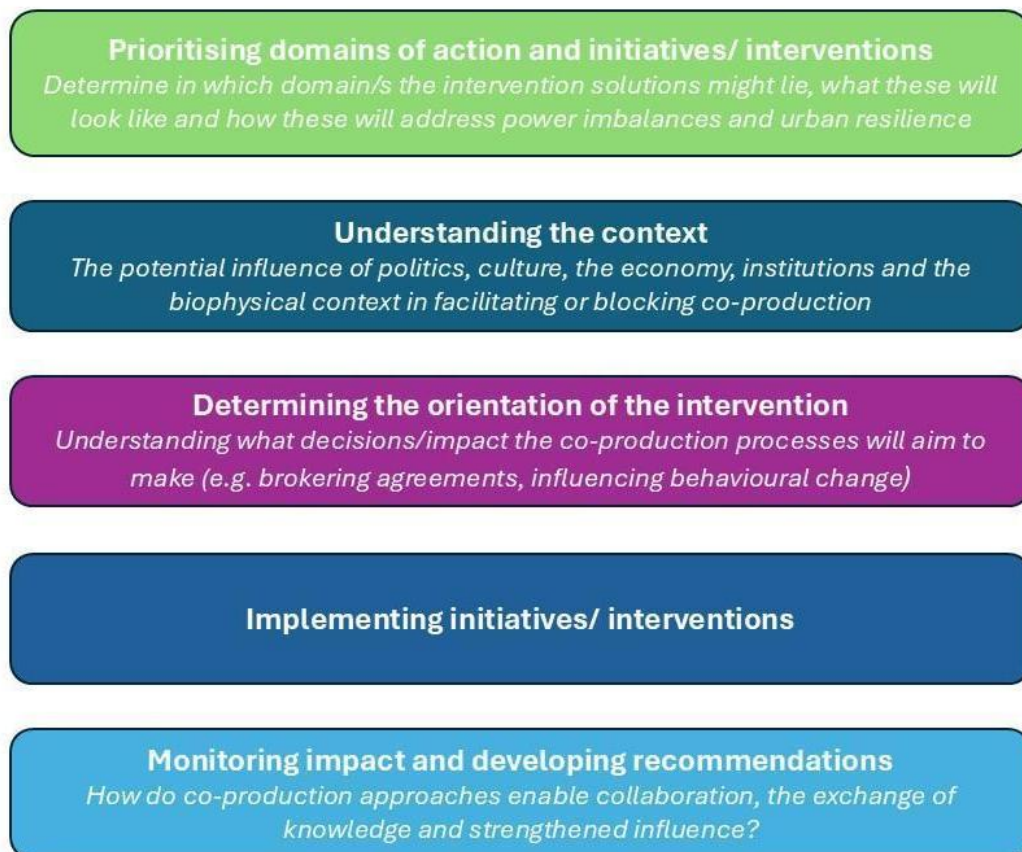 Prioritising domains of action and initiatives/ interventions
Determine in which domain/s the intervention solutions might lie, what these will
look like and how these will address power imbalances and urban resilience
Understanding the context
The potential influence of politics, culture, the economy, institutions and the
biophysical context in facilitating or blocking co-production
Determining the orientation of the intervention
Understanding what decisions/impact the co-production processes will aim to
make (e.g. brokering agreements, influencing behavioural change)
Implementing initiatives/ interventions
Monitoring impact and developing recommendations
How do co-production approaches enable collaboration, the exchange of
knowledge and strengthened influence?